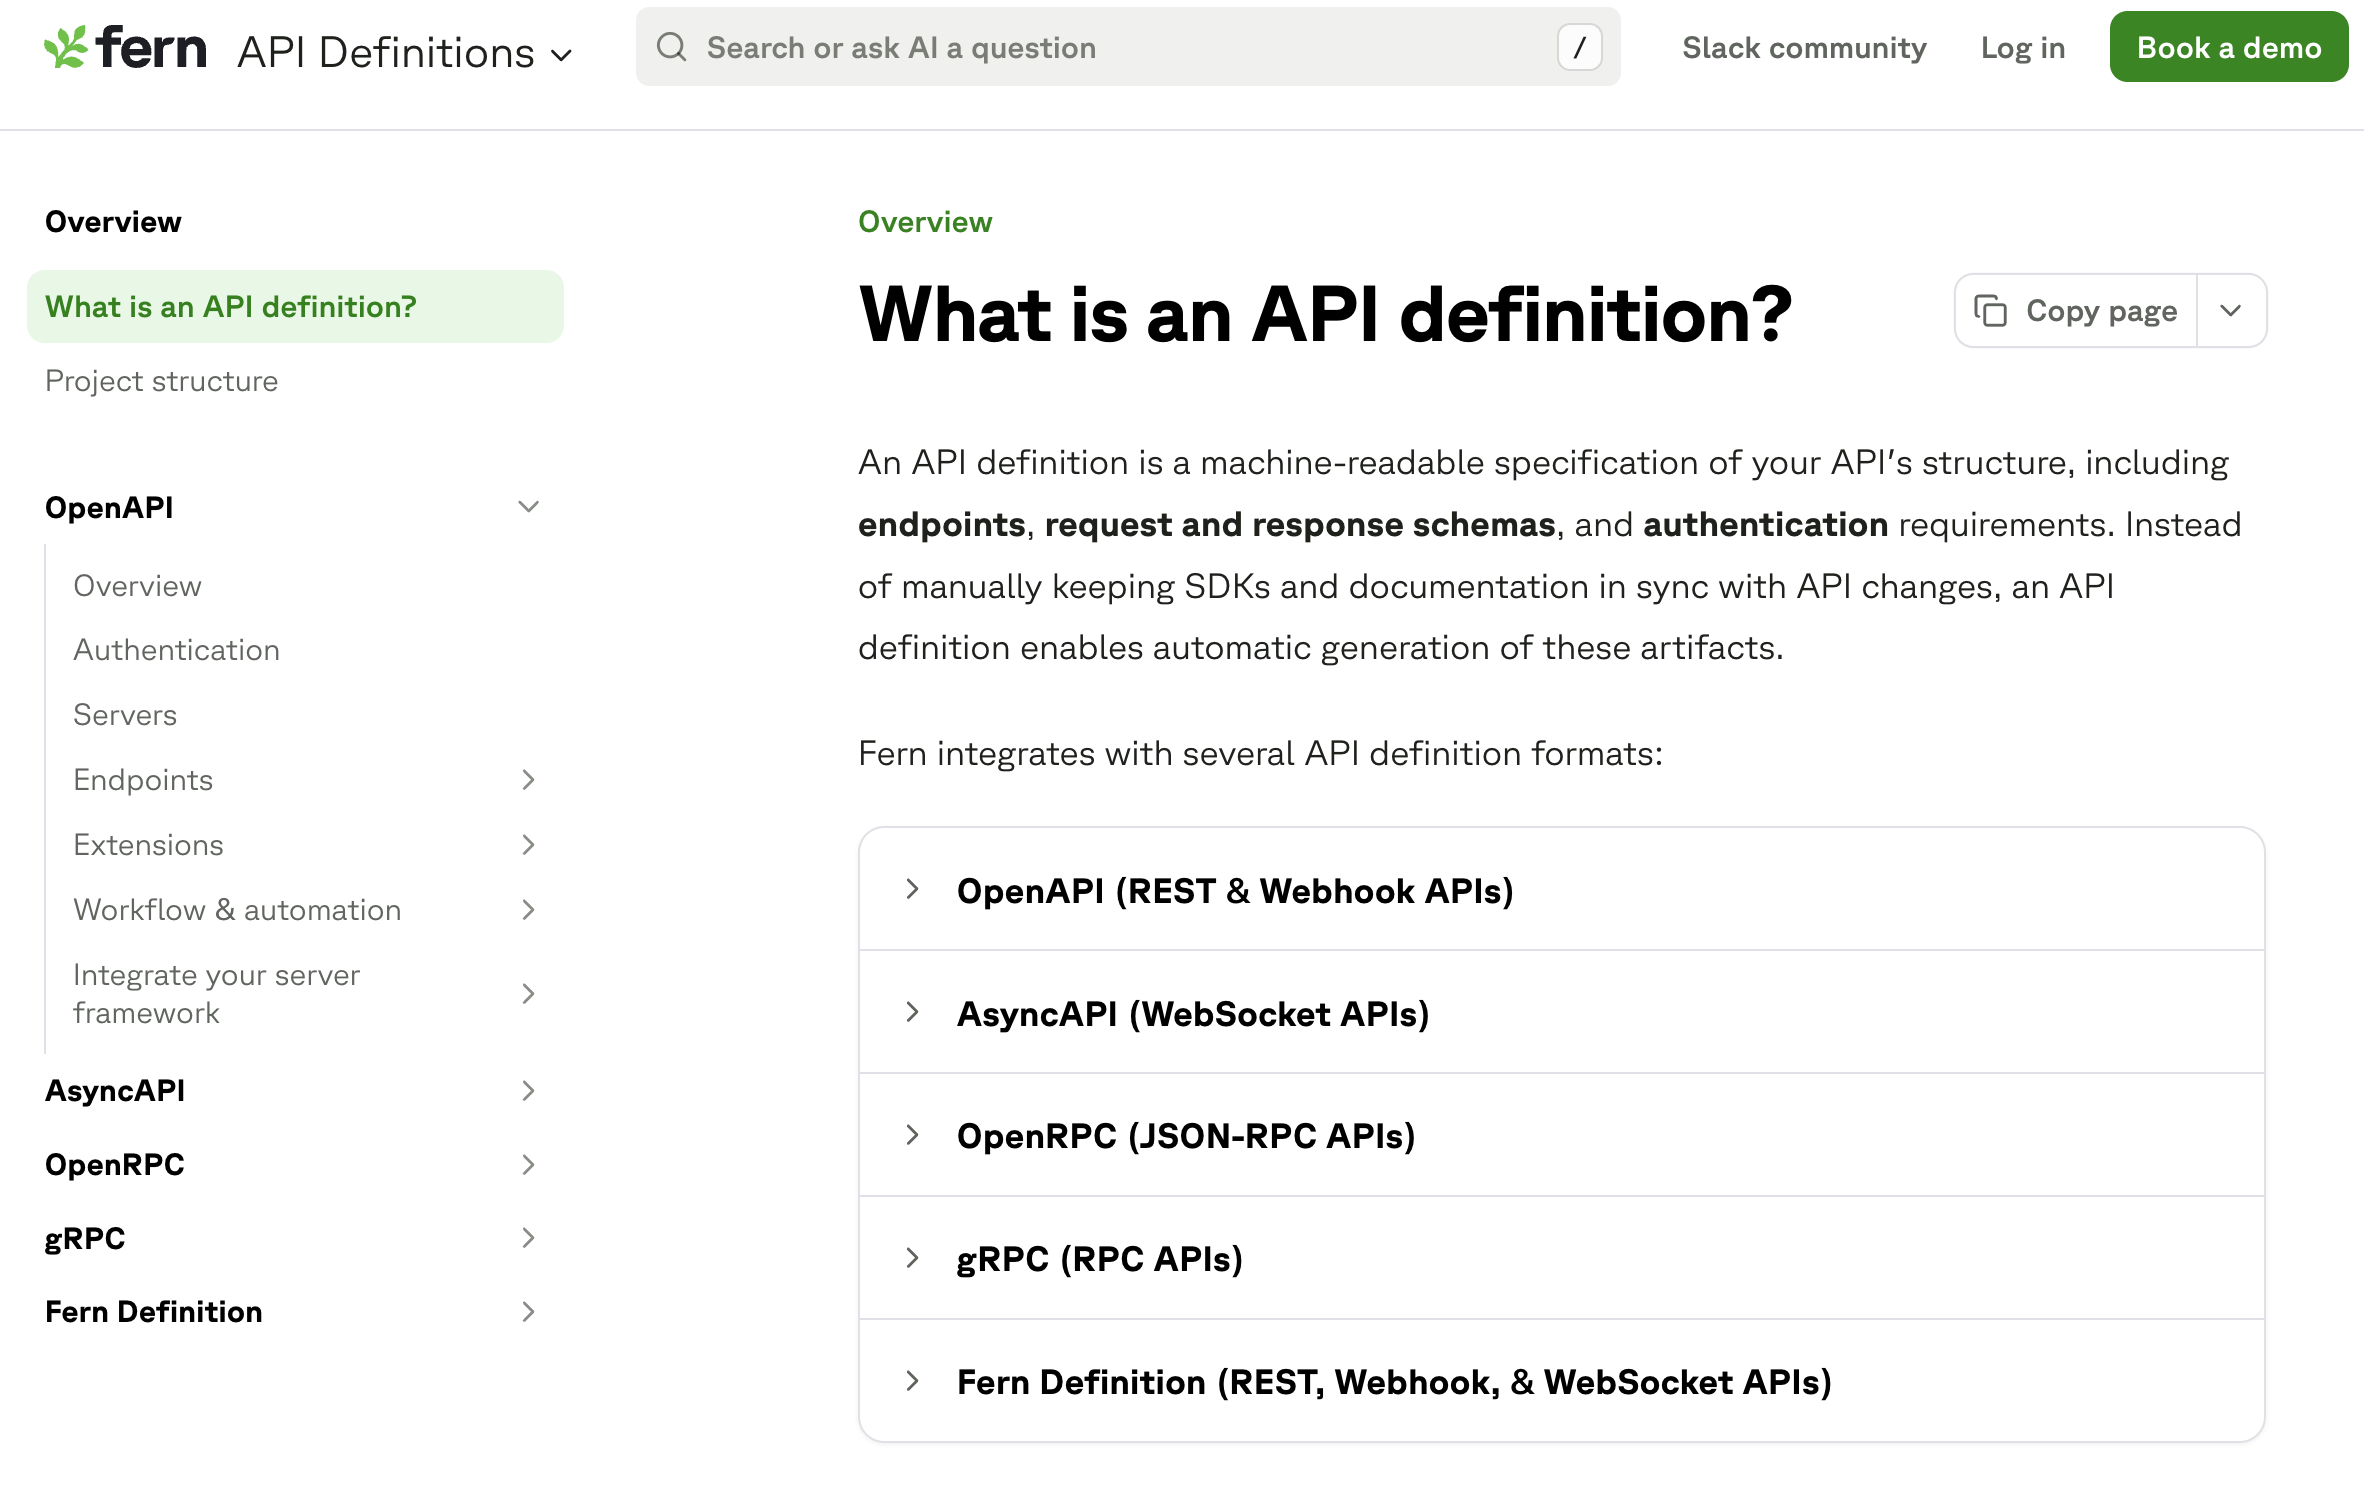 fern API Definitions
Search or ask AI a question
/
Slack community
Log in
Book a demo
Overview
What is an API definition?
Project structure
OpenAPI
Overview
Authentication
Servers
Endpoints
Extensions
Workflow & automation
Integrate your server
framework
AsyncAPI
OpenRPC
gRPC
Fern Definition
Overview
What is an API definition?
Copy page
An API definition is a machine-readable specification of your API's structure, including
endpoints, request and response schemas, and authentication requirements. Instead
of manually keeping SDKs and documentation in sync with API changes, an API
definition enables automatic generation of these artifacts.
Fern integrates with several API definition formats:
OpenAPI (REST & Webhook APIs)
AsyncAPI (WebSocket APIs)
OpenRPC (JSON-RPC APIs)
gRPC (RPC APIs)
Fern Definition (REST, Webhook, & WebSocket APIs)